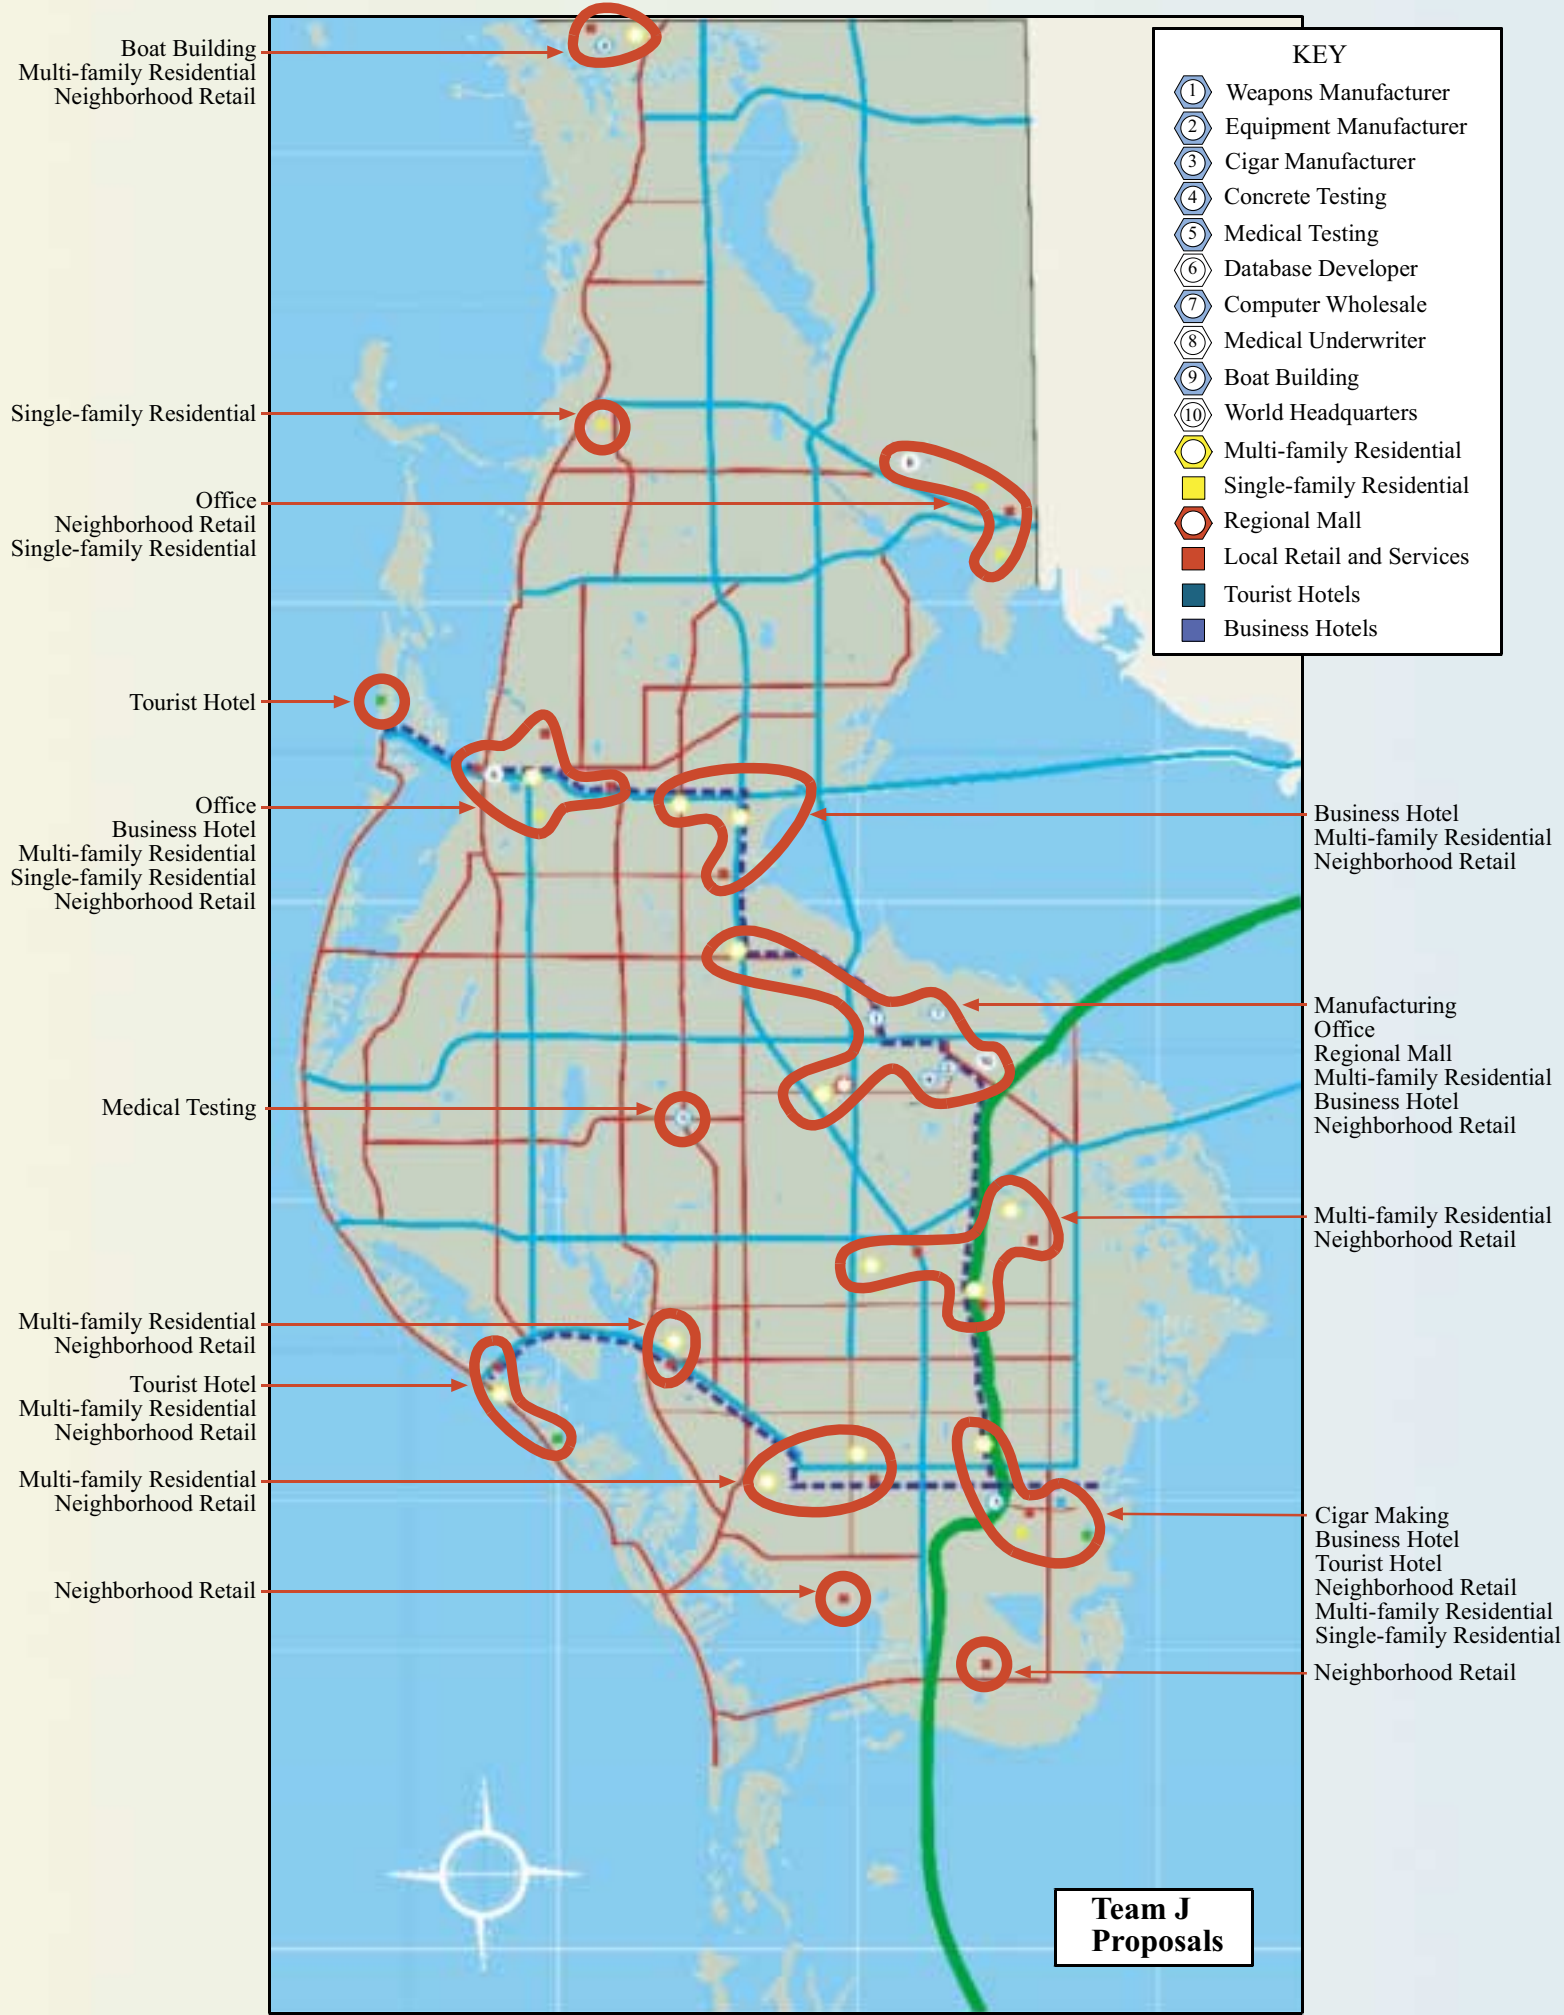 Boat Building
Multi-family Residential
Neighborhood Retail
Single-family Residential
Office
Neighborhood Retail
Single-family Residential
Tourist Hotel
Office
Business Hotel
Multi-family Residential
Single-family Residential
Neighborhood Retail
Medical Testing
Multi-family Residential
Neighborhood Retail
Tourist Hotel
Multi-family Residential
Neighborhood Retail
Multi-family Residential
Neighborhood Retail
Neighborhood Retail
KEY
1 Weapons Manufacturer
2 Equipment Manufacturer
3 Cigar Manufacturer
4 Concrete Testing
5 Medical Testing
6 Database Developer
7 Computer Wholesale
8 Medical Underwriter
9 Boat Building
10 World Headquarters
Multi-family Residential
Single-family Residential
Regional Mall
Local Retail and Services
Tourist Hotels
Business Hotels
Business Hotel
Multi-family Residential
Neighborhood Retail
Manufacturing
Office
Regional Mall
Multi-family Residential
Business Hotel
Neighborhood Retail
Multi-family Residential
Neighborhood Retail
Cigar Making
Business Hotel
Tourist Hotel
Neighborhood Retail
Multi-family Residential
Single-family Residential
Neighborhood Retail
Team J
Proposals